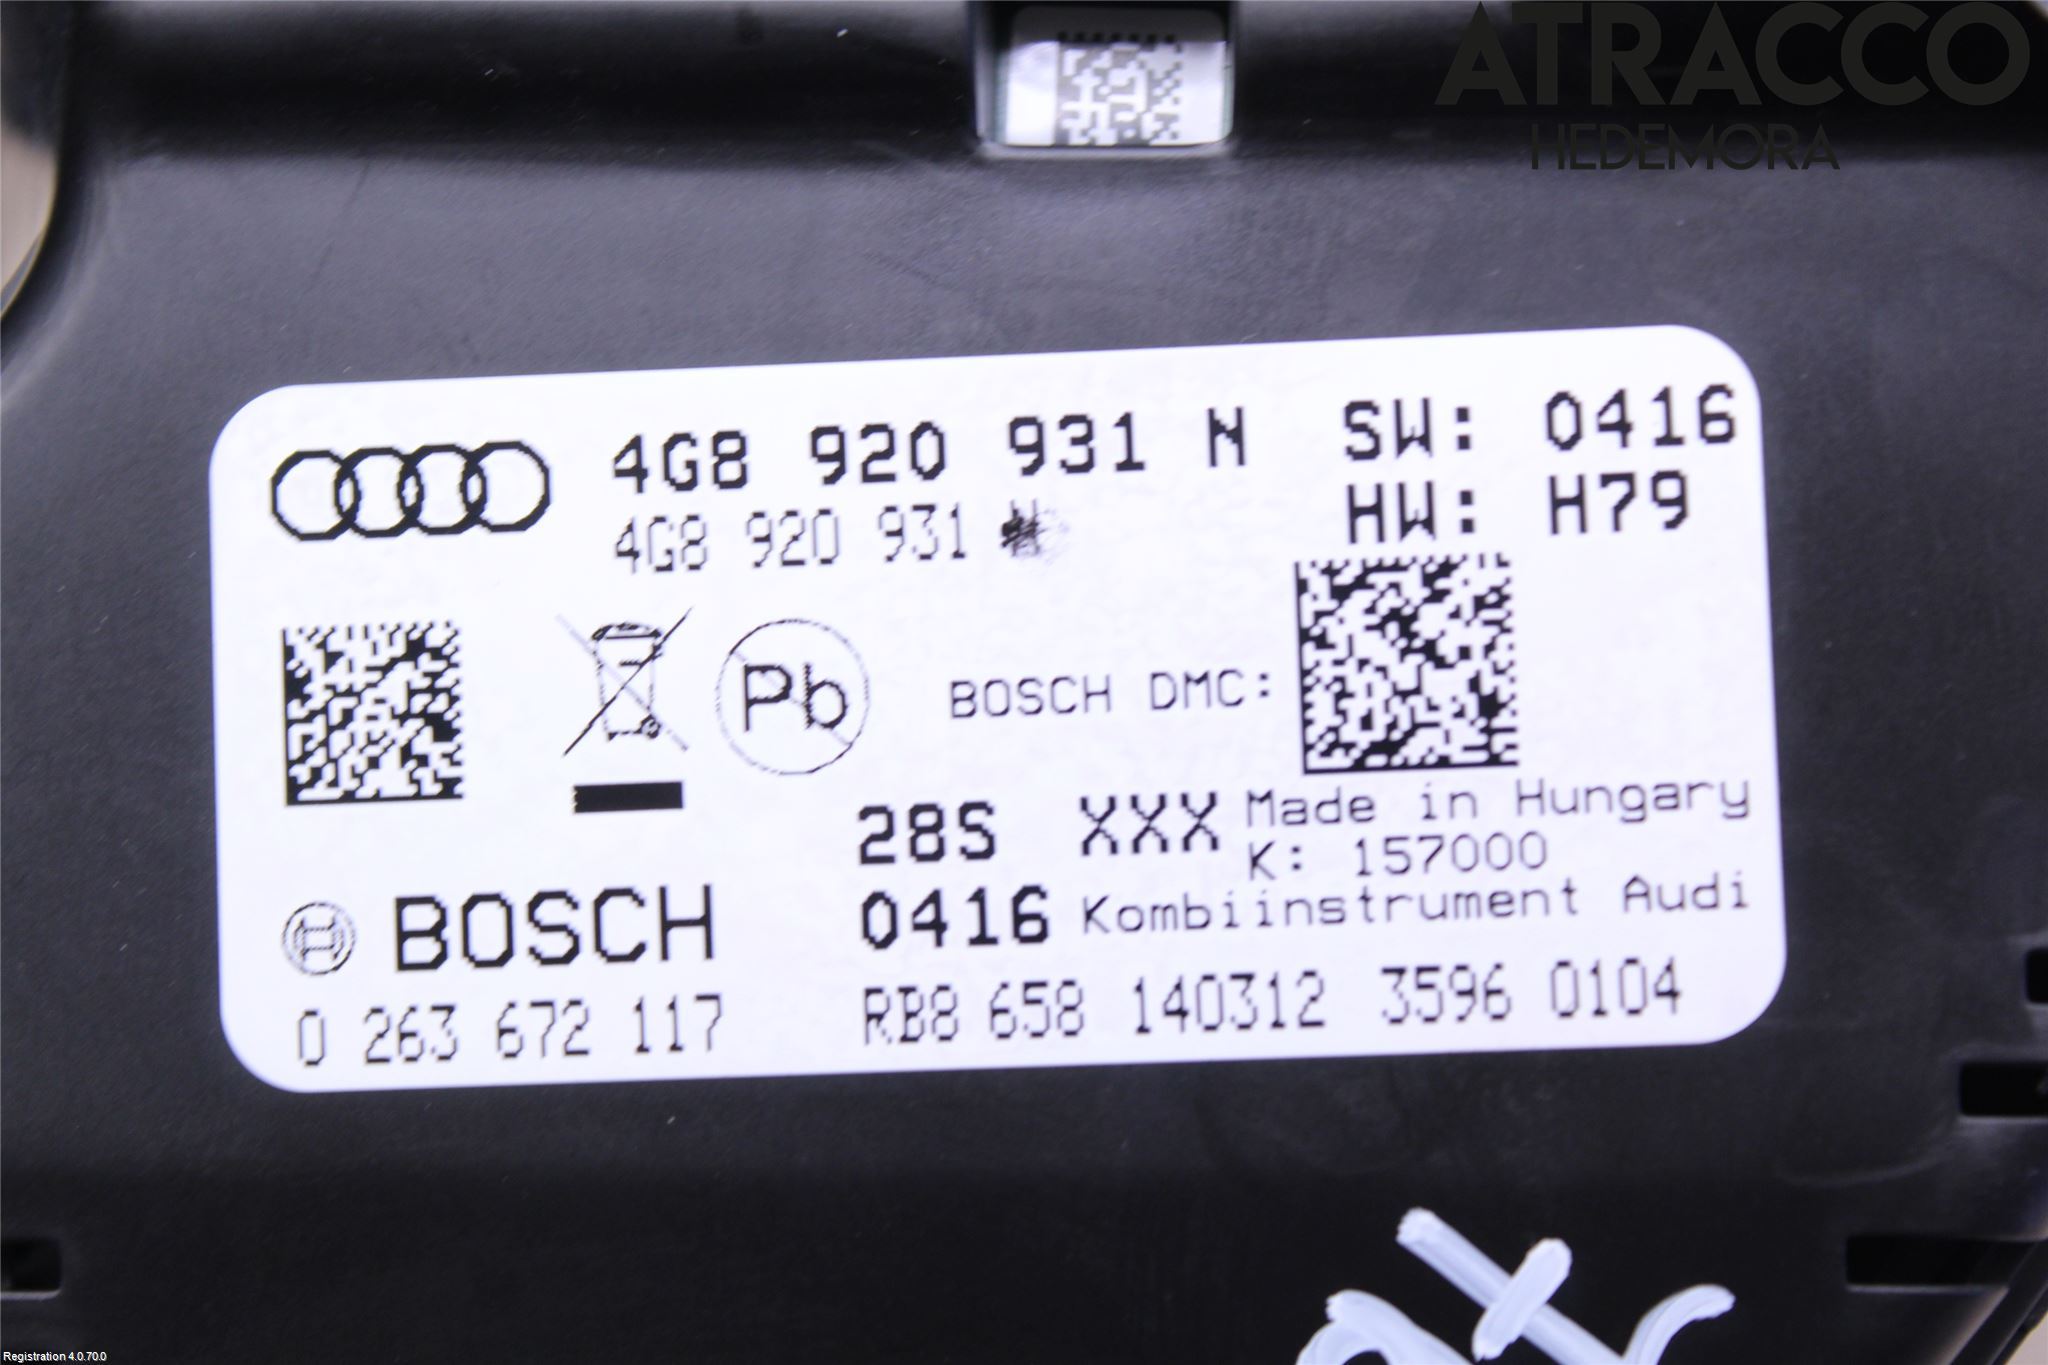 ATRACCO
HEDEMORA
4G8 920 931 N SW: 0416
4G8 920 931 HW: H79
Pb
BOSCH DMC:
28S XXX Made in Hungary
K: 157000
BOSCH 0416 Kombiinstrument Audi
0 263 672 117 RB8 658 140312 3596 0104
Registration 4.0.70.0